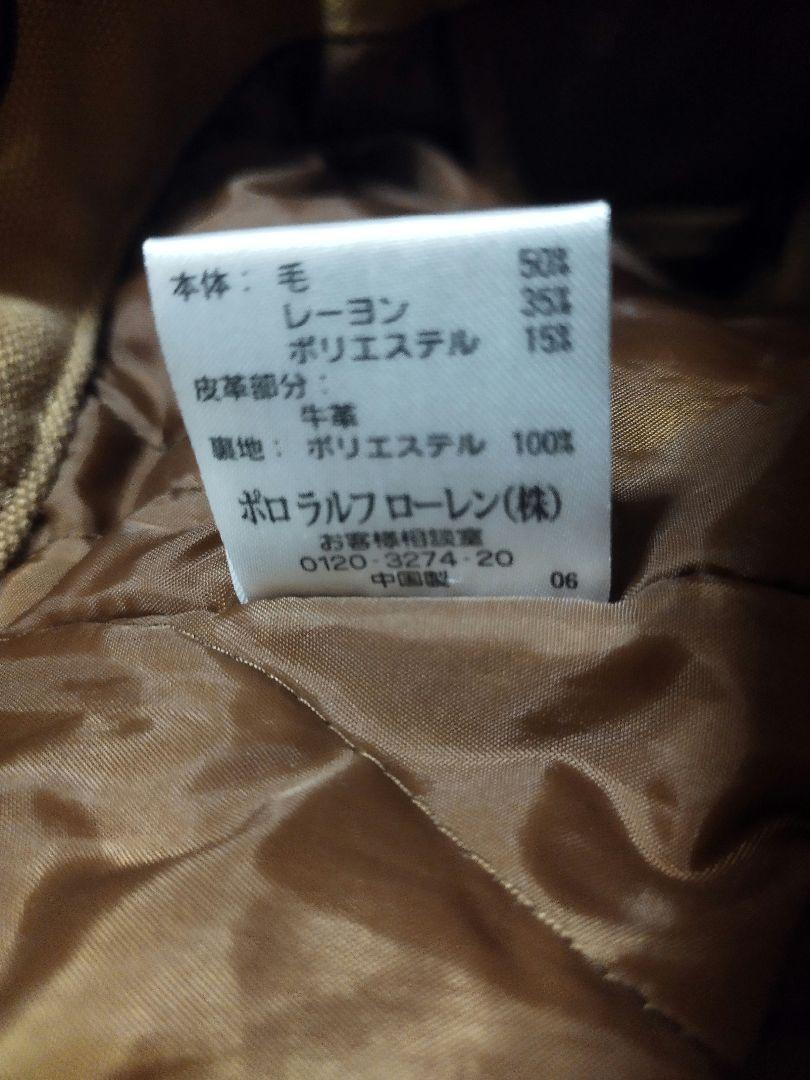 本体: 毛 50%
レーヨン 35%
ポリエステル 15%
皮革部分:
牛革
裏地: ポリエステル 100%
ポロ ラルフ ローレン(株)
お客様相談室
0120-3274-20
中国製 06